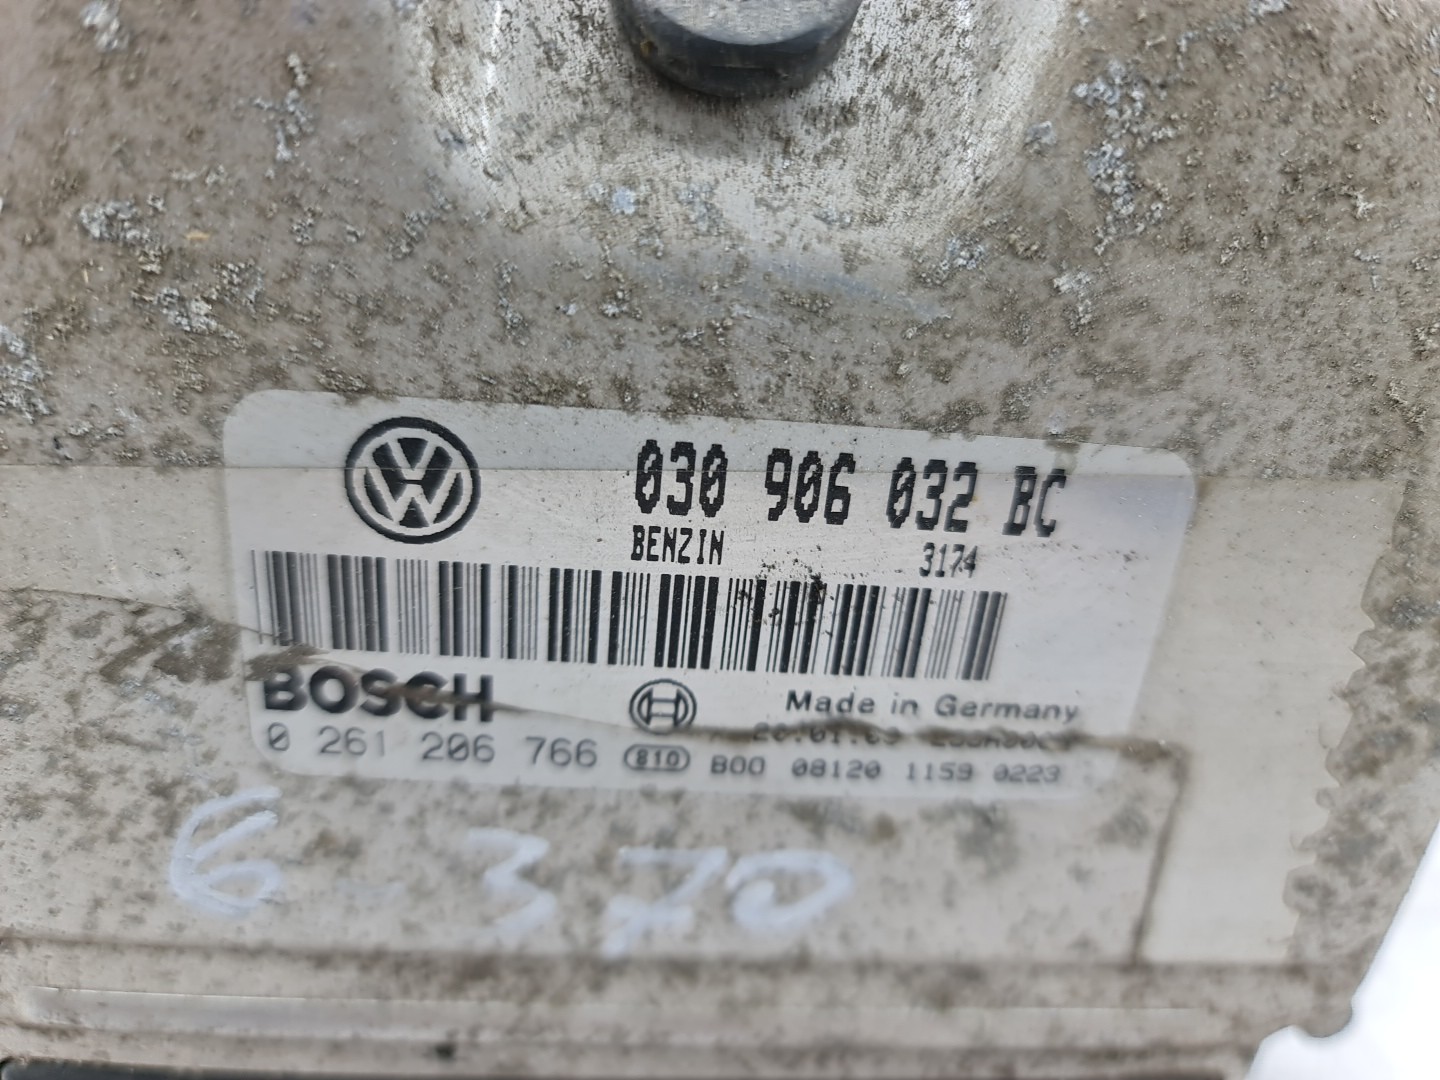 030 906 032 BC
BENZIN 3174
BOSCH Made in Germany
0 261 206 766 810 B00 08120 1159 0223
6 370